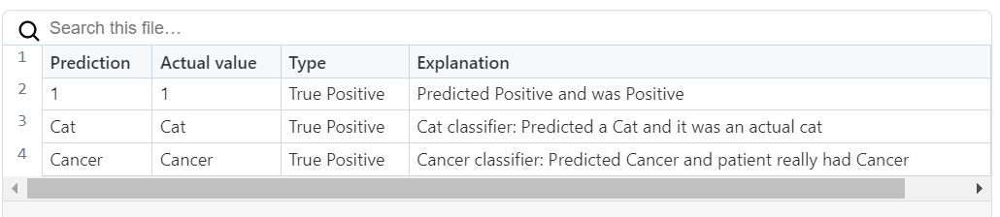 Search this file…
1 Prediction Actual value Type Explanation
2 1 1 True Positive Predicted Positive and was Positive
3 Cat Cat True Positive Cat classifier: Predicted a Cat and it was an actual cat
4 Cancer Cancer True Positive Cancer classifier: Predicted Cancer and patient really had Cancer